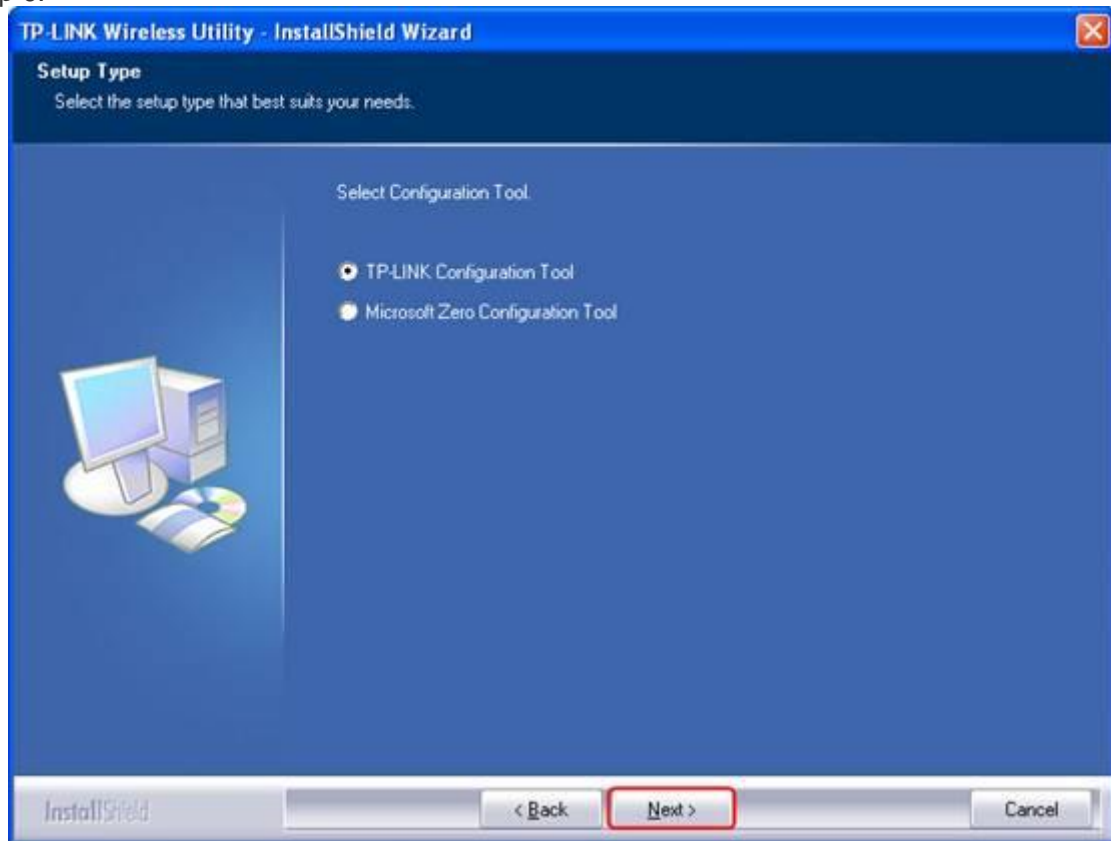 TP-LINK Wireless Utility - InstallShield Wizard
Setup Type
Select the setup type that best suits your needs.
Select Configuration Tool.
TP-LINK Configuration Tool
Microsoft Zero Configuration Tool
InstallShield
< Back
Next >
Cancel